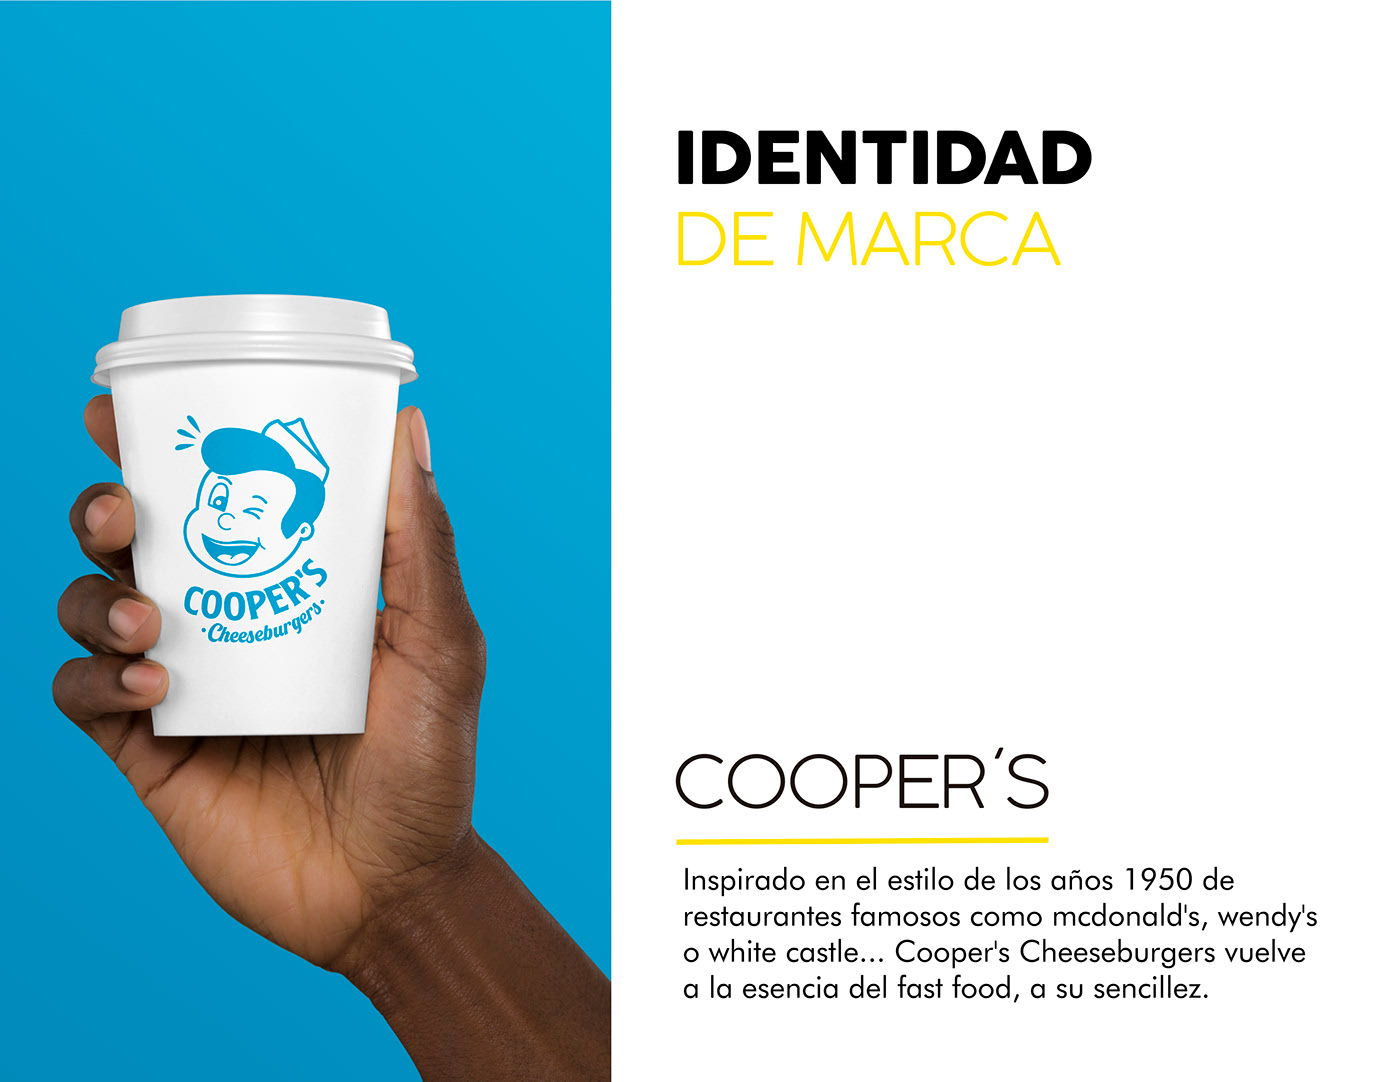 COOPER'S
·Cheeseburgers·
IDENTIDAD
DE MARCA
COOPER´S
Inspirado en el estilo de los años 1950 de
restaurantes famosos como mcdonald's, wendy's
o white castle... Cooper's Cheeseburgers vuelve
a la esencia del fast food, a su sencillez.